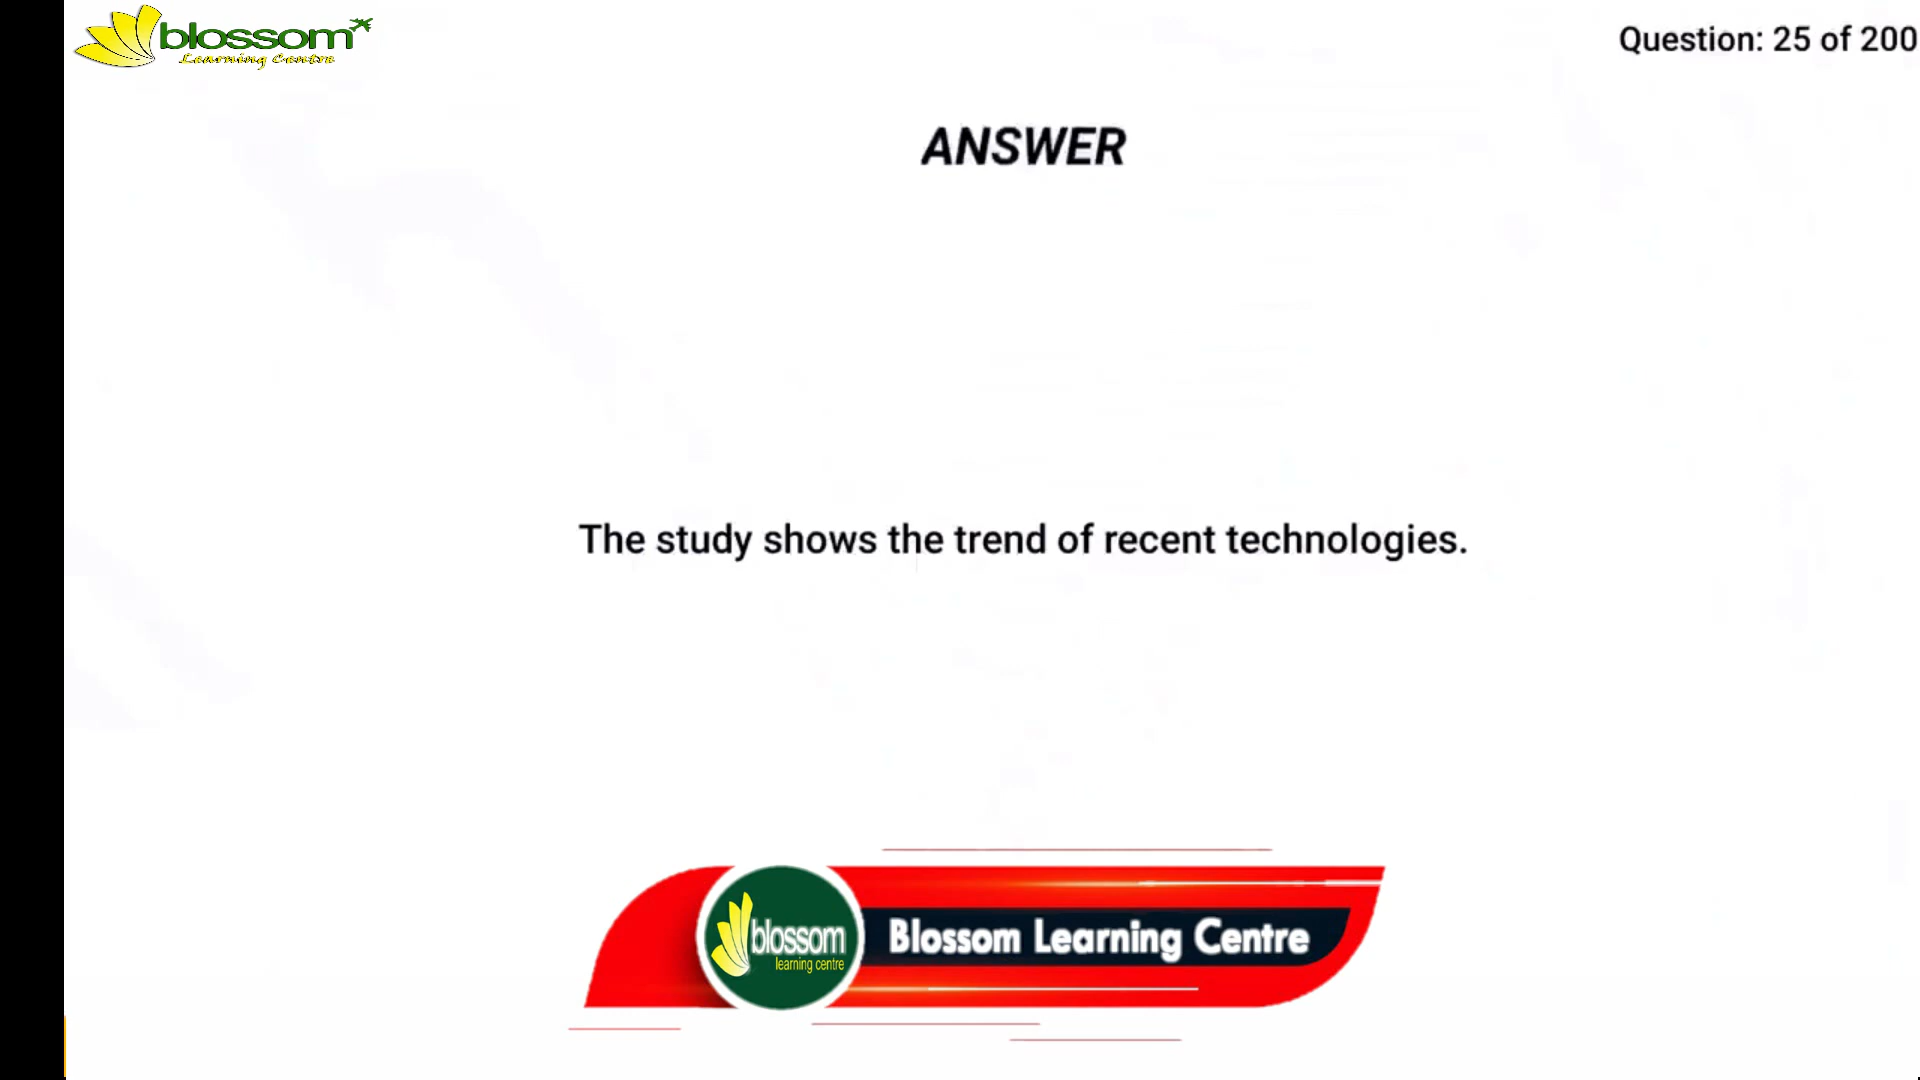 blossom
Learning Centre
Question: 25 of 200
ANSWER
The study shows the trend of recent technologies.
blossom
learning centre
Blossom Learning Centre